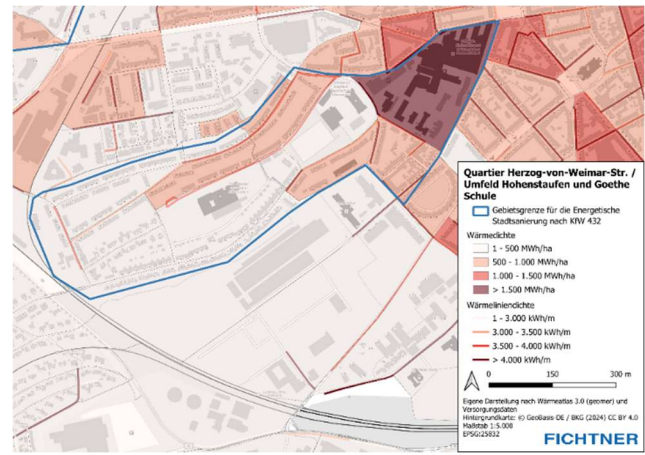 Quartier Herzog-von-Weimar-Str. /
Umfeld Hohenstaufen und Goethe
Schule
Gebietsgrenze für die Energetische
Stadtsanierung nach KfW 432
Wärmedichte
1 - 500 MWh/ha
500 - 1.000 MWh/ha
1.000 - 1.500 MWh/ha
> 1.500 MWh/ha
Wärmeliniendichte
1 - 3.000 kWh/m
3.000 - 3.500 kWh/m
3.500 - 4.000 kWh/m
> 4.000 kWh/m
0 150 300 m
Eigene Darstellung nach Wärmeatlas 3.0 (geomer) und
Versorgungsdaten
Hintergrundkarte: © GeoBasis-DE / BKG (2024) CC BY 4.0
Maßstab 1:5.000
EPSG:25832
FICHTNER